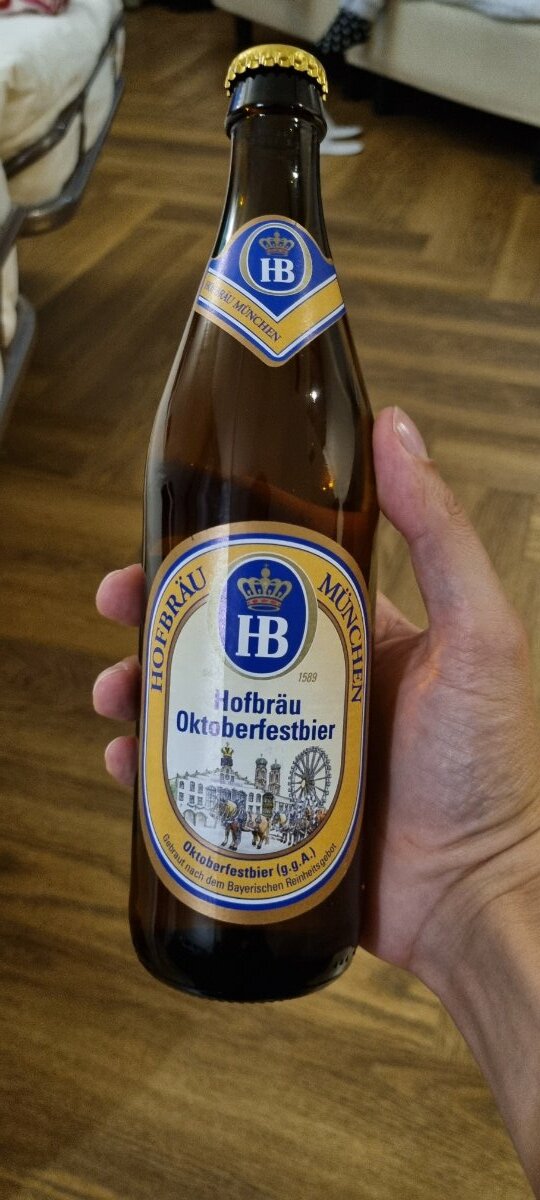 HB
HOFBRÄU MÜNCHEN
HOFBRÄU MÜNCHEN
HB
1589
Hofbräu
Oktoberfestbier
Oktoberfestbier (g.g.A.)
Gebraut nach dem Bayerischen Reinheitsgebot